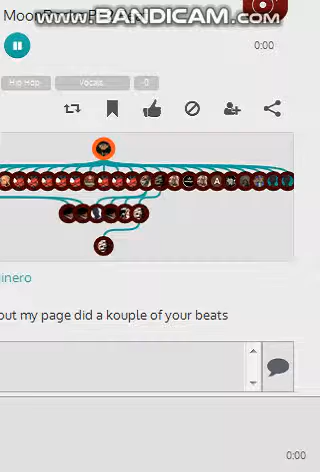 WWW.BANDICAM.COM
0:00
Hip Hop Vocals -0
inero
out my page did a kouple of your beats
0:00